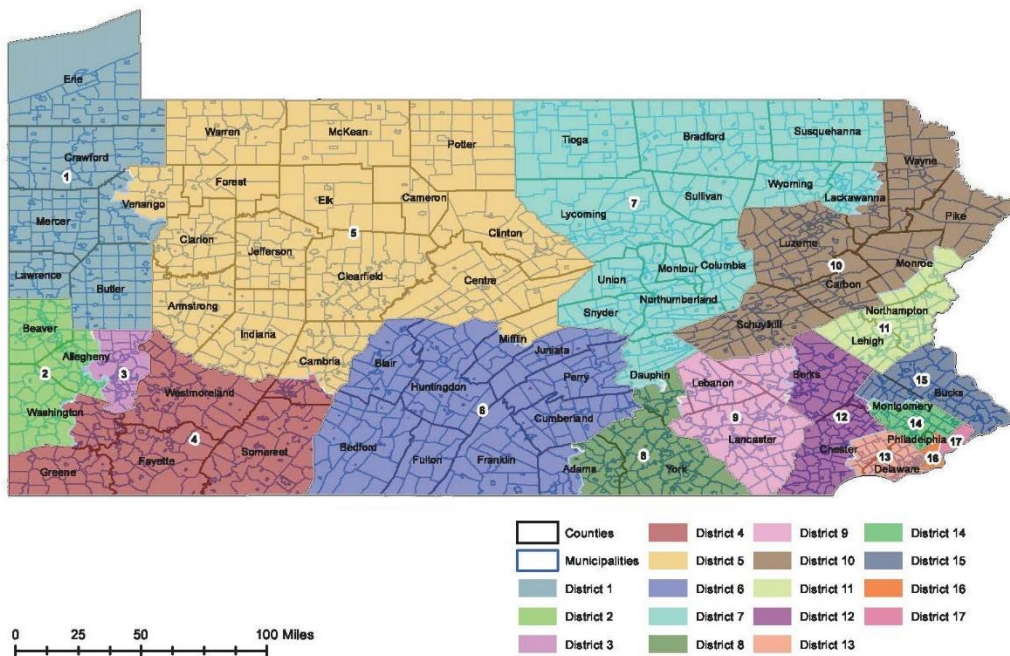 Erie
Warren
McKean
Potter
Tioga
Bradford
Susquehanna
Wayne
Crawford
1
Forest
Elk
Cameron
Venango
Sullivan
Wyoming
Lackawanna
Pike
Mercer
Lycoming
7
Clarion
Jefferson
5
Clinton
Luzerne
10
Monroe
Lawrence
Butler
Clearfield
Centre
Union
Montour
Columbia
Carbon
Armstrong
Northumberland
Snyder
Northampton
Beaver
Indiana
Mifflin
Schuylkill
11
Lehigh
Allegheny
2
3
Cambria
Blair
Juniata
Dauphin
Lebanon
Berks
15
Bucks
Westmoreland
Huntingdon
Perry
Montgomery
Washington
6
Cumberland
9
12
14
Philadelphia
17
4
Bedford
Lancaster
Chester
Somerset
Fayette
Greene
Fulton
Franklin
Adams
8
York
13
16
Delaware
Counties
District 4
District 9
District 14
Municipalities
District 5
District 10
District 15
District 1
District 6
District 11
District 16
District 2
District 7
District 12
District 17
District 3
District 8
District 13
0 25 50 100 Miles